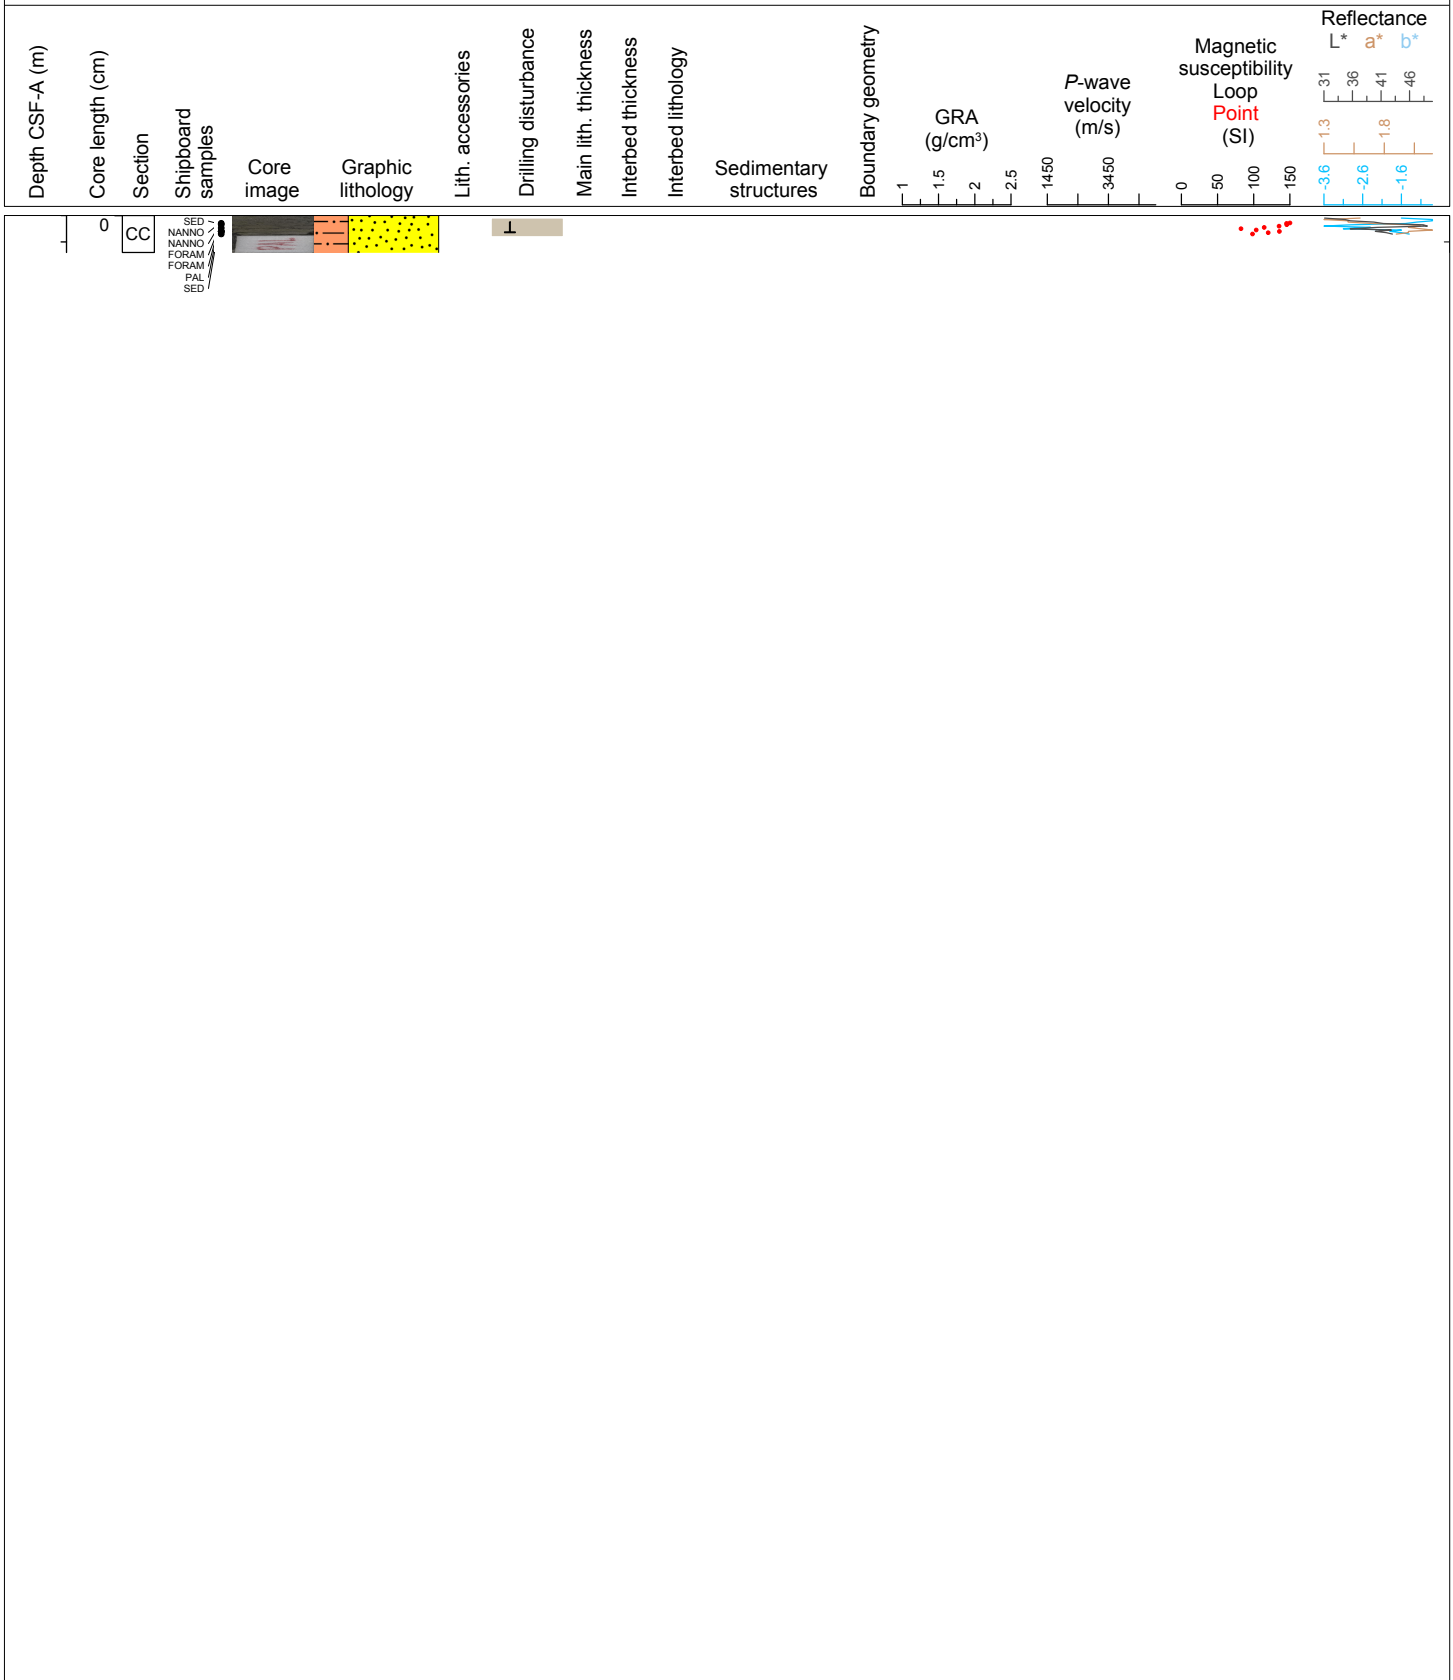 Depth CSF-A (m)
Core length (cm)
Section
Shipboard
samples
Core
image
Graphic
lithology
Lith. accessories
Drilling disturbance
Main lith. thickness
Interbed thickness
Interbed lithology
Sedimentary
structures
Boundary geometry
GRA
(g/cm³)
1 1.5 2 2.5
P-wave
velocity
(m/s)
1450 3450
Magnetic
susceptibility
Loop
Point
(SI)
0 50 100 150
Reflectance
L* a* b*
31 36 41 46
1.3 1.8
-3.6 -2.6 -1.6
0
CC
SED
NANNO
NANNO
FORAM
FORAM
PAL
SED
PAL